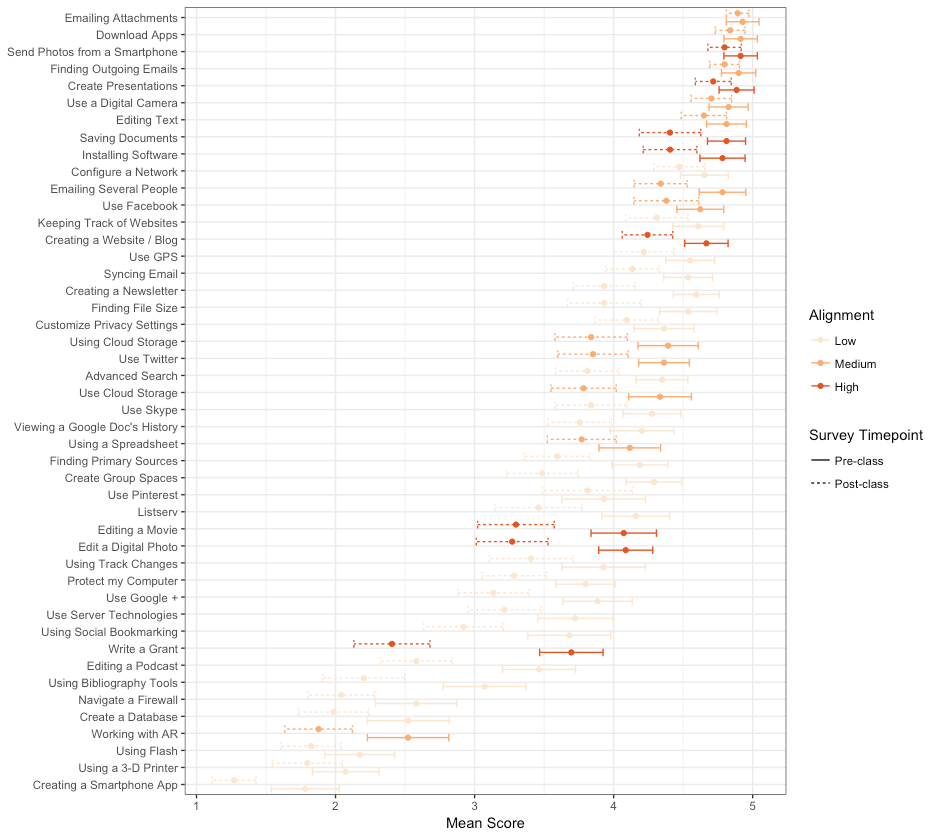 Emailing Attachments
Download Apps
Send Photos from a Smartphone
Finding Outgoing Emails
Create Presentations
Use a Digital Camera
Editing Text
Saving Documents
Installing Software
Configure a Network
Emailing Several People
Use Facebook
Keeping Track of Websites
Creating a Website / Blog
Use GPS
Syncing Email
Creating a Newsletter
Finding File Size
Customize Privacy Settings
Using Cloud Storage
Use Twitter
Advanced Search
Use Cloud Storage
Use Skype
Viewing a Google Doc's History
Using a Spreadsheet
Finding Primary Sources
Create Group Spaces
Use Pinterest
Listserv
Editing a Movie
Edit a Digital Photo
Using Track Changes
Protect my Computer
Use Google +
Use Server Technologies
Using Social Bookmarking
Write a Grant
Editing a Podcast
Using Bibliography Tools
Navigate a Firewall
Create a Database
Working with AR
Using Flash
Using a 3-D Printer
Creating a Smartphone App
1 2 3 4 5
Mean Score
Alignment
Low
Medium
High
Survey Timepoint
Pre-class
Post-class